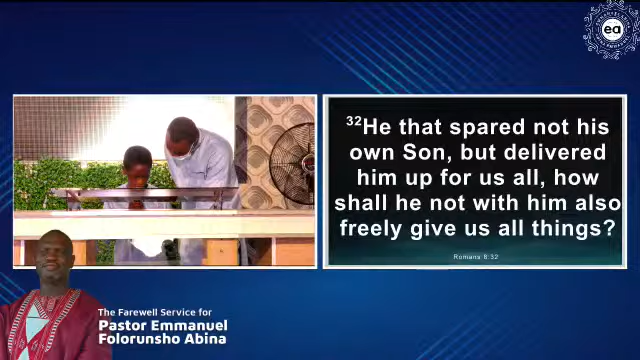 ea
32He that spared not his
own Son, but delivered
him up for us all, how
shall he not with him also
freely give us all things?
Romans 8:32
The Farewell Service for
Pastor Emmanuel
Folorunsho Abina